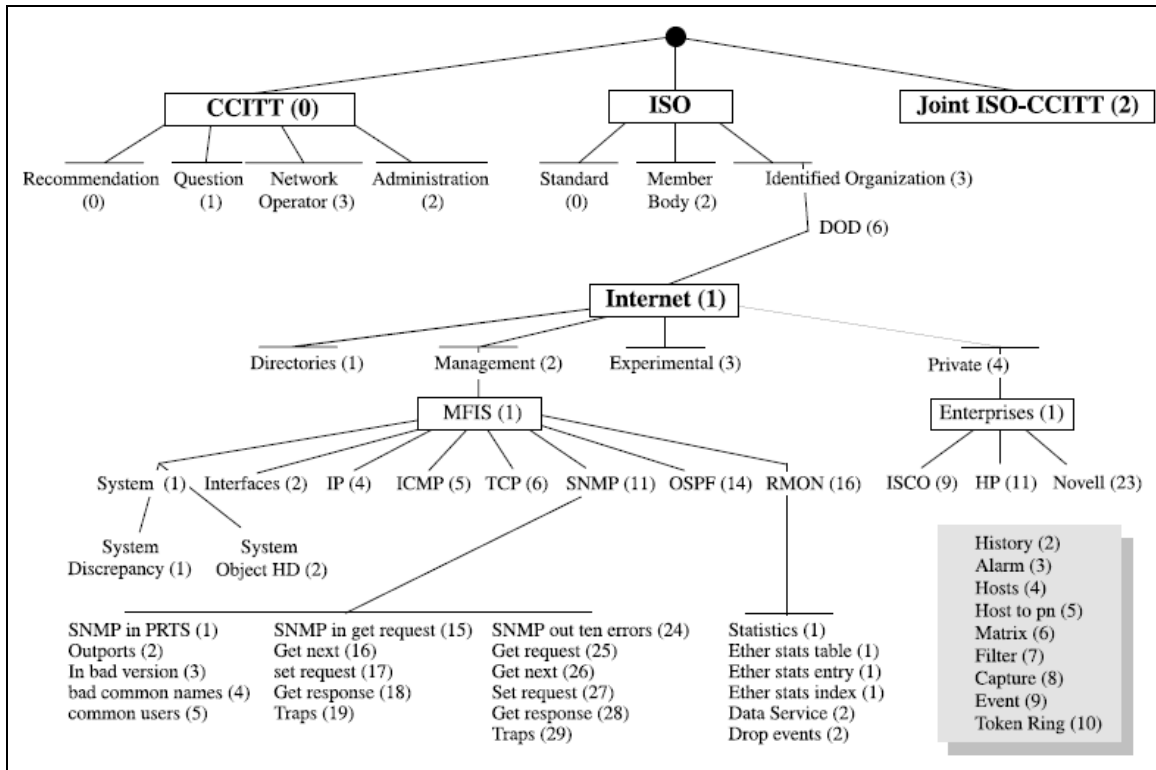 CCITT (0)
ISO
Joint ISO-CCITT (2)
Recommendation
(0)
Question
(1)
Network
Operator (3)
Administration
(2)
Standard
(0)
Member
Body (2)
Identified Organization (3)
DOD (6)
Internet (1)
Directories (1)
Management (2)
Experimental (3)
Private (4)
MFIS (1)
Enterprises (1)
System (1)
Interfaces (2)
IP (4)
ICMP (5)
TCP (6)
SNMP (11)
OSPF (14)
RMON (16)
ISCO (9)
HP (11)
Novell (23)
System
Discrepancy (1)
System
Object HD (2)
SNMP in PRTS (1)
Outports (2)
In bad version (3)
bad common names (4)
common users (5)
SNMP in get request (15)
Get next (16)
set request (17)
Get response (18)
Traps (19)
SNMP out ten errors (24)
Get request (25)
Get next (26)
Set request (27)
Get response (28)
Traps (29)
Statistics (1)
Ether stats table (1)
Ether stats entry (1)
Ether stats index (1)
Data Service (2)
Drop events (2)
History (2)
Alarm (3)
Hosts (4)
Host to pn (5)
Matrix (6)
Filter (7)
Capture (8)
Event (9)
Token Ring (10)